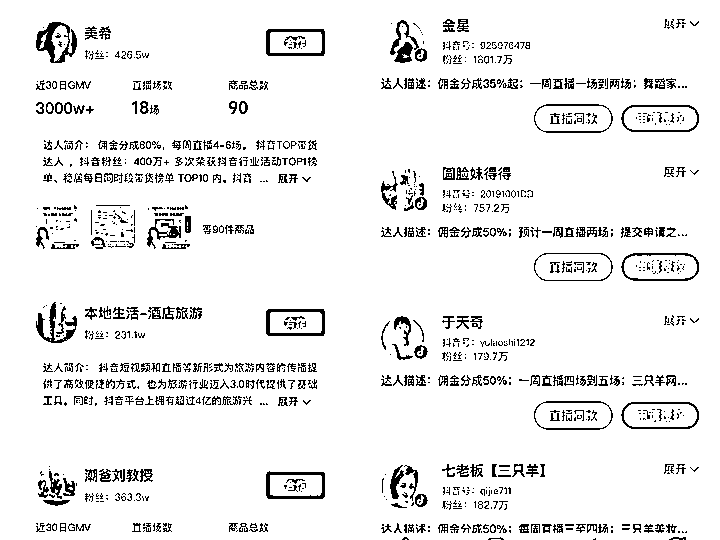 美希
粉丝：426.5w
合作
近30日GMV
直播场数
商品总数
3000w+
18场
90
达人简介： 佣金分成60%，每周直播4-6场。 抖音TOP带货
达人 ，抖音粉丝：400万+ 多次荣获抖音行业活动TOP1榜
单、稳居每日同时段带货榜单 TOP10 内。抖音 ... 展开
等90件商品
本地生活-酒店旅游
粉丝：231.1w
合作
达人简介： 抖音短视频和直播等新形式为旅游内容的传播提
供了高效便捷的方式，也为旅游行业迈入3.0时代提供了基础
工具。同时，抖音平台上拥有超过4亿的旅游兴 ... 展开
潮爸刘教授
粉丝：363.3w
合作
近30日GMV
直播场数
商品总数
金星
展开
抖音号：925976478
粉丝：1801.7万
达人描述：佣金分成35%起；一周直播一场到两场；舞蹈家...
直播同款
圆脸妹得得
展开
抖音号：
粉丝：757.2万
达人描述：佣金分成50%；预计一周直播两场；提交申请之...
直播同款
于天奇
展开
抖音号：yulaoshi1212
粉丝：179.7万
达人描述：佣金分成50%；一周直播四场到五场；三只羊网...
直播同款
七老板【三只羊】
展开
抖音号：qijie711
粉丝：182.7万
达人描述：佣金分成50%；每周直播三至四场；三只羊美妆...